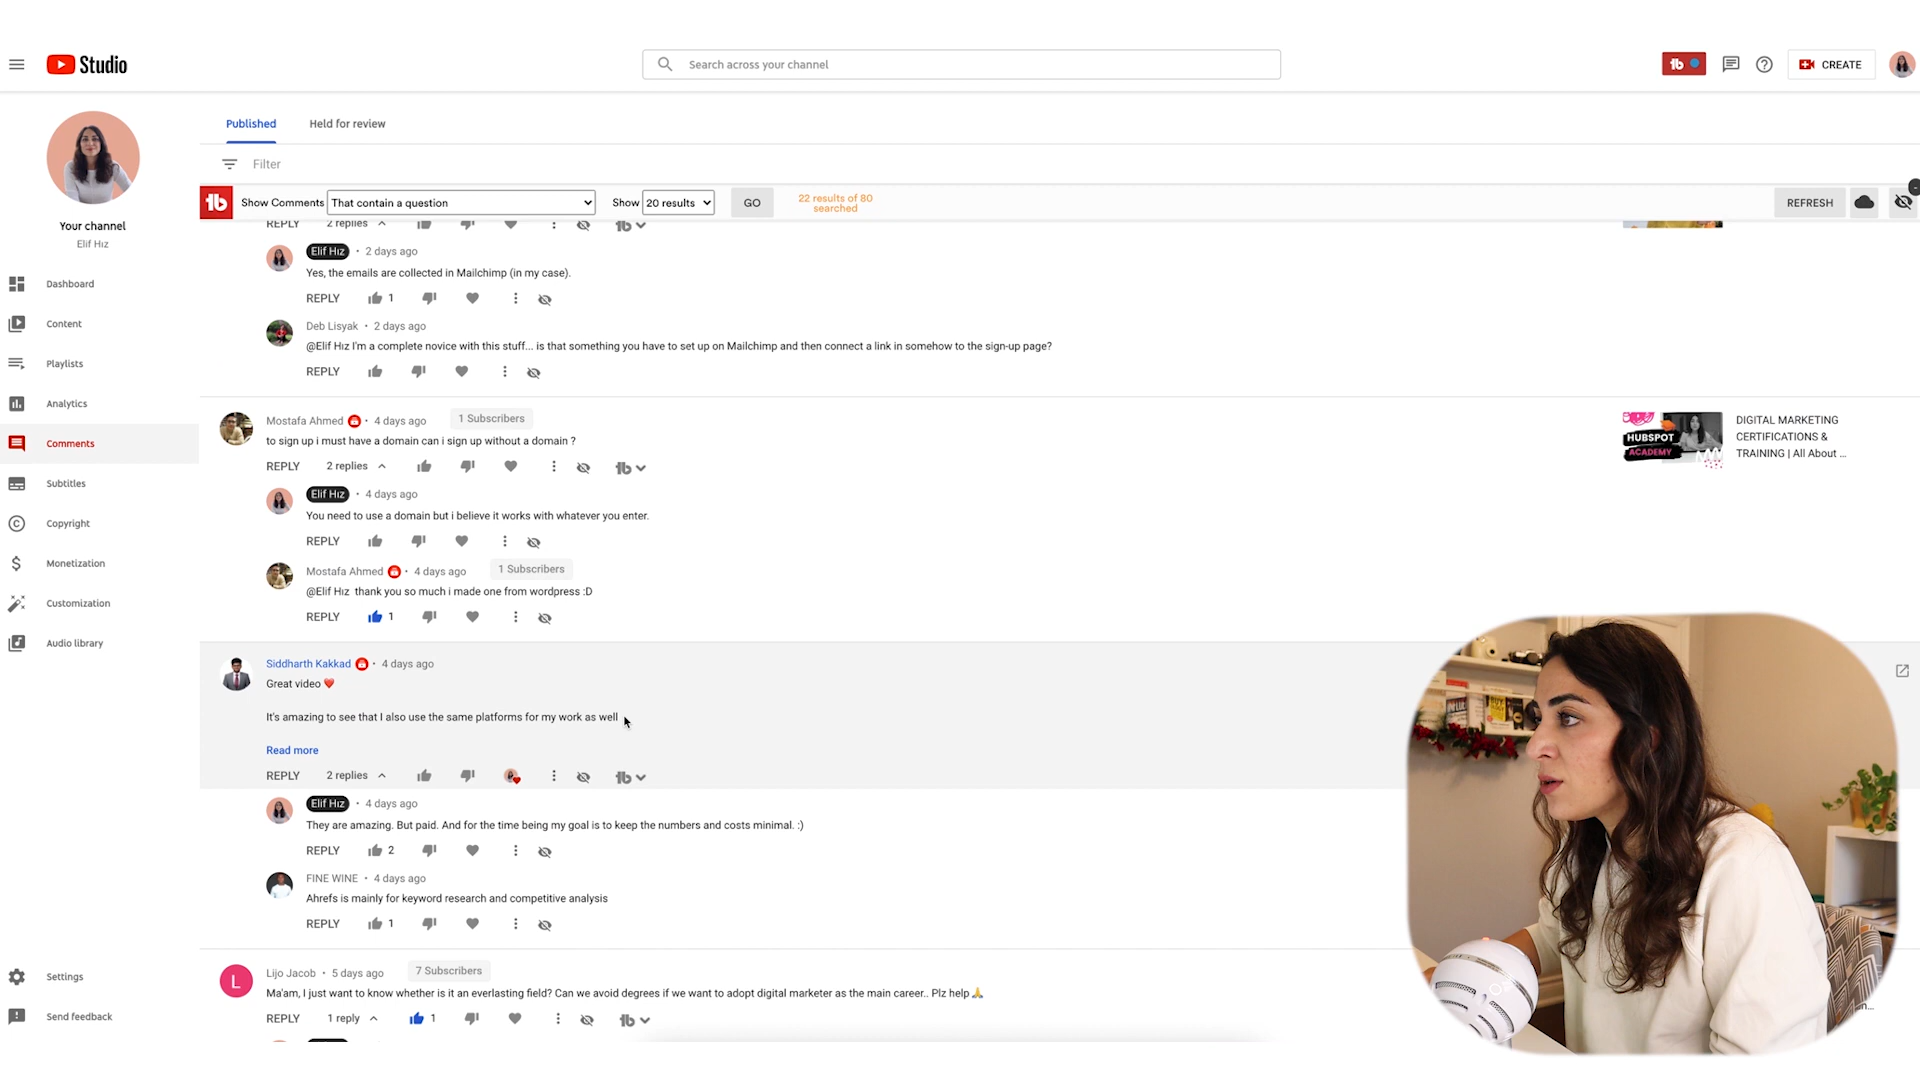 Studio
Search across your channel
CREATE
Your channel
Elif Hız
Dashboard
Content
Playlists
Analytics
Comments
Subtitles
Copyright
Monetization
Customization
Audio library
Settings
Send feedback
Published
Held for review
Filter
tb Show Comments That contain a question Show 20 results GO 22 results of 80
searched
REFRESH
REPLY 2 replies tb
Elif Hız • 2 days ago
Yes, the emails are collected in Mailchimp (in my case).
REPLY 1
Deb Lisyak • 2 days ago
@Elif Hız I'm a complete novice with this stuff... is that something you have to set up on Mailchimp and then connect a link in somehow to the sign-up page?
REPLY
Mostafa Ahmed • 4 days ago 1 Subscribers
to sign up i must have a domain can i sign up without a domain ?
REPLY 2 replies tb
HUBSPOT
ACADEMY
DIGITAL MARKETING
CERTIFICATIONS &
TRAINING | All About ...
Elif Hız • 4 days ago
You need to use a domain but i believe it works with whatever you enter.
REPLY
Mostafa Ahmed • 4 days ago 1 Subscribers
@Elif Hız thank you so much i made one from wordpress :D
REPLY 1
Siddharth Kakkad • 4 days ago
Great video ❤️
It's amazing to see that I also use the same platforms for my work as well
Read more
REPLY 2 replies tb
Elif Hız • 4 days ago
They are amazing. But paid. And for the time being my goal is to keep the numbers and costs minimal. :)
REPLY 2
FINE WINE • 4 days ago
Ahrefs is mainly for keyword research and competitive analysis
REPLY 1
L
Lijo Jacob • 5 days ago 7 Subscribers
Ma'am, I just want to know whether is it an everlasting field? Can we avoid degrees if we want to adopt digital marketer as the main career.. Plz help 🙏
REPLY 1 reply 1 tb